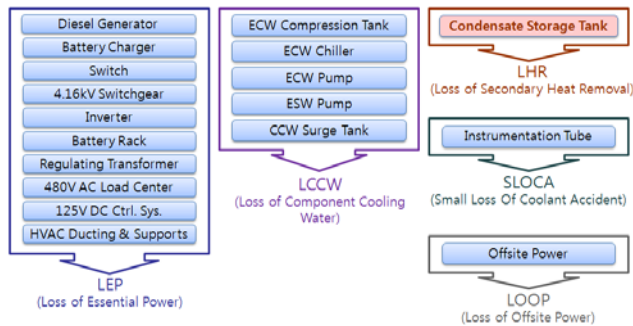 Diesel Generator
Battery Charger
Switch
4.16kV Switchgear
Inverter
Battery Rack
Regulating Transformer
480V AC Load Center
125V DC Ctrl. Sys.
HVAC Ducting & Supports
LEP
(Loss of Essential Power)
ECW Compression Tank
ECW Chiller
ECW Pump
ESW Pump
CCW Surge Tank
LCCW
(Loss of Component Cooling
Water)
Condensate Storage Tank
LHR
(Loss of Secondary Heat Removal)
Instrumentation Tube
SLOCA
(Small Loss Of Coolant Accident)
Offsite Power
LOOP
(Loss of Offsite Power)